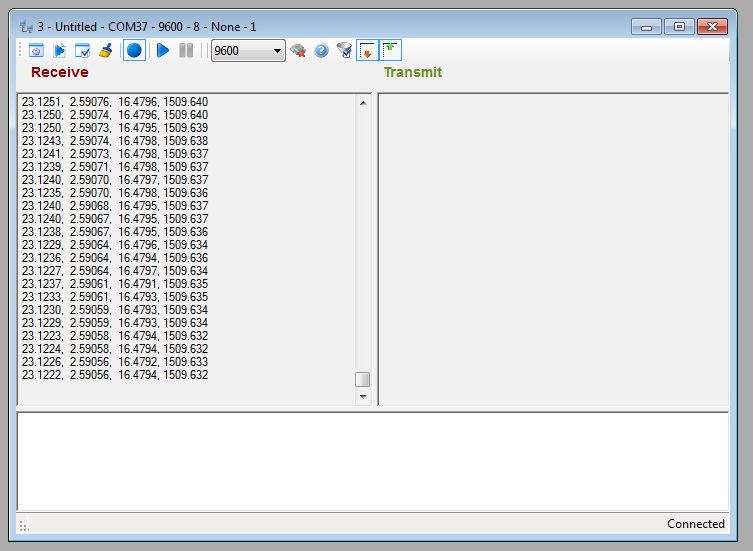 3 - Untitled - COM37 - 9600 - 8 - None - 1
9600
Receive
Transmit
23.1251, 2.59076, 16.4796, 1509.640
23.1250, 2.59074, 16.4796, 1509.640
23.1250, 2.59073, 16.4795, 1509.639
23.1243, 2.59074, 16.4798, 1509.638
23.1241, 2.59073, 16.4798, 1509.637
23.1239, 2.59071, 16.4798, 1509.637
23.1240, 2.59070, 16.4797, 1509.637
23.1235, 2.59070, 16.4798, 1509.636
23.1240, 2.59068, 16.4795, 1509.637
23.1240, 2.59067, 16.4795, 1509.637
23.1238, 2.59067, 16.4795, 1509.636
23.1229, 2.59064, 16.4796, 1509.634
23.1236, 2.59064, 16.4794, 1509.636
23.1227, 2.59064, 16.4797, 1509.634
23.1237, 2.59061, 16.4791, 1509.635
23.1233, 2.59061, 16.4793, 1509.635
23.1230, 2.59059, 16.4793, 1509.634
23.1229, 2.59059, 16.4793, 1509.634
23.1223, 2.59058, 16.4794, 1509.632
23.1224, 2.59058, 16.4794, 1509.632
23.1226, 2.59056, 16.4792, 1509.633
23.1222, 2.59056, 16.4794, 1509.632
Connected